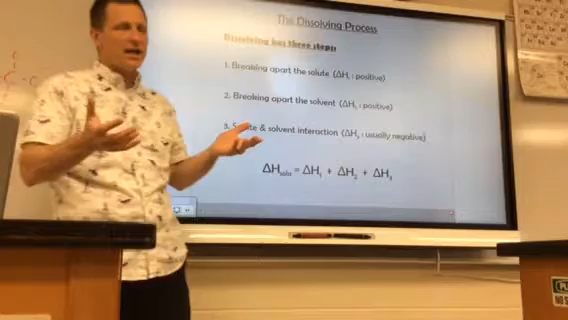 The Dissolving Process
Dissolving has three steps:
1. Breaking apart the solute (ΔH₁ : positive)
2. Breaking apart the solvent (ΔH₂ : positive)
3. & solvent interaction (ΔH₃ : usually negative)
ΔHsoln = ΔH₁ + ΔH₂ + ΔH₃